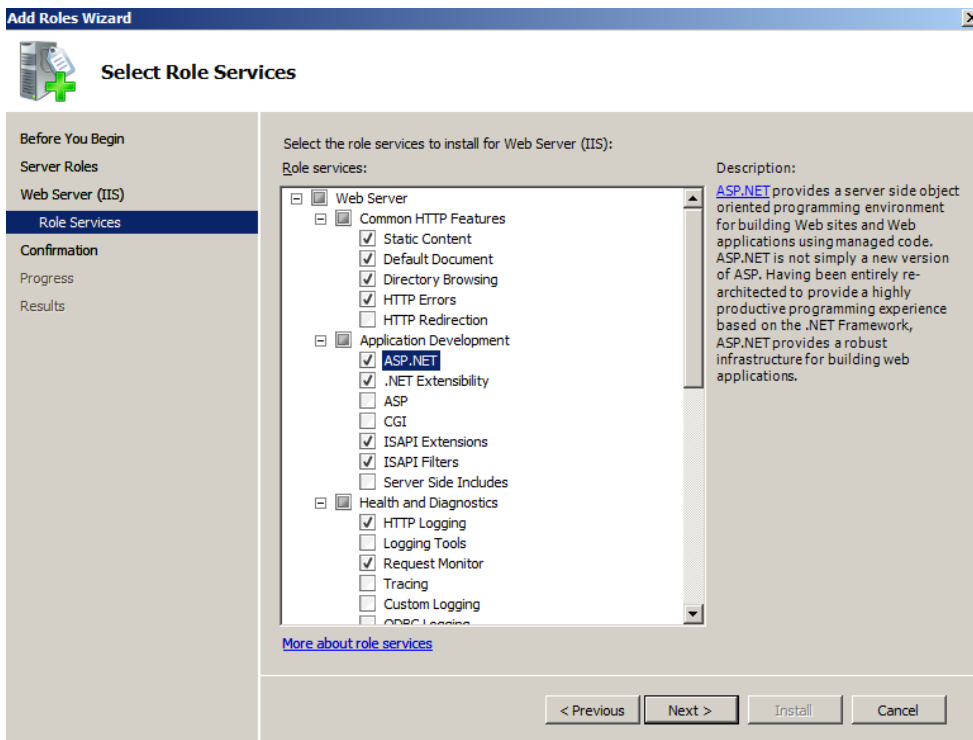 Add Roles Wizard
Select Role Services
Before You Begin
Server Roles
Web Server (IIS)
Role Services
Confirmation
Progress
Results
Select the role services to install for Web Server (IIS):
Role services:
Web Server
Common HTTP Features
Static Content
Default Document
Directory Browsing
HTTP Errors
HTTP Redirection
Application Development
ASP.NET
.NET Extensibility
ASP
CGI
ISAPI Extensions
ISAPI Filters
Server Side Includes
Health and Diagnostics
HTTP Logging
Logging Tools
Request Monitor
Tracing
Custom Logging
ODBC Logging
More about role services
Description:
ASP.NET provides a server side object
oriented programming environment
for building Web sites and Web
applications using managed code.
ASP.NET is not simply a new version
of ASP. Having been entirely re-
architected to provide a highly
productive programming experience
based on the .NET Framework,
ASP.NET provides a robust
infrastructure for building web
applications.
< Previous
Next >
Install
Cancel